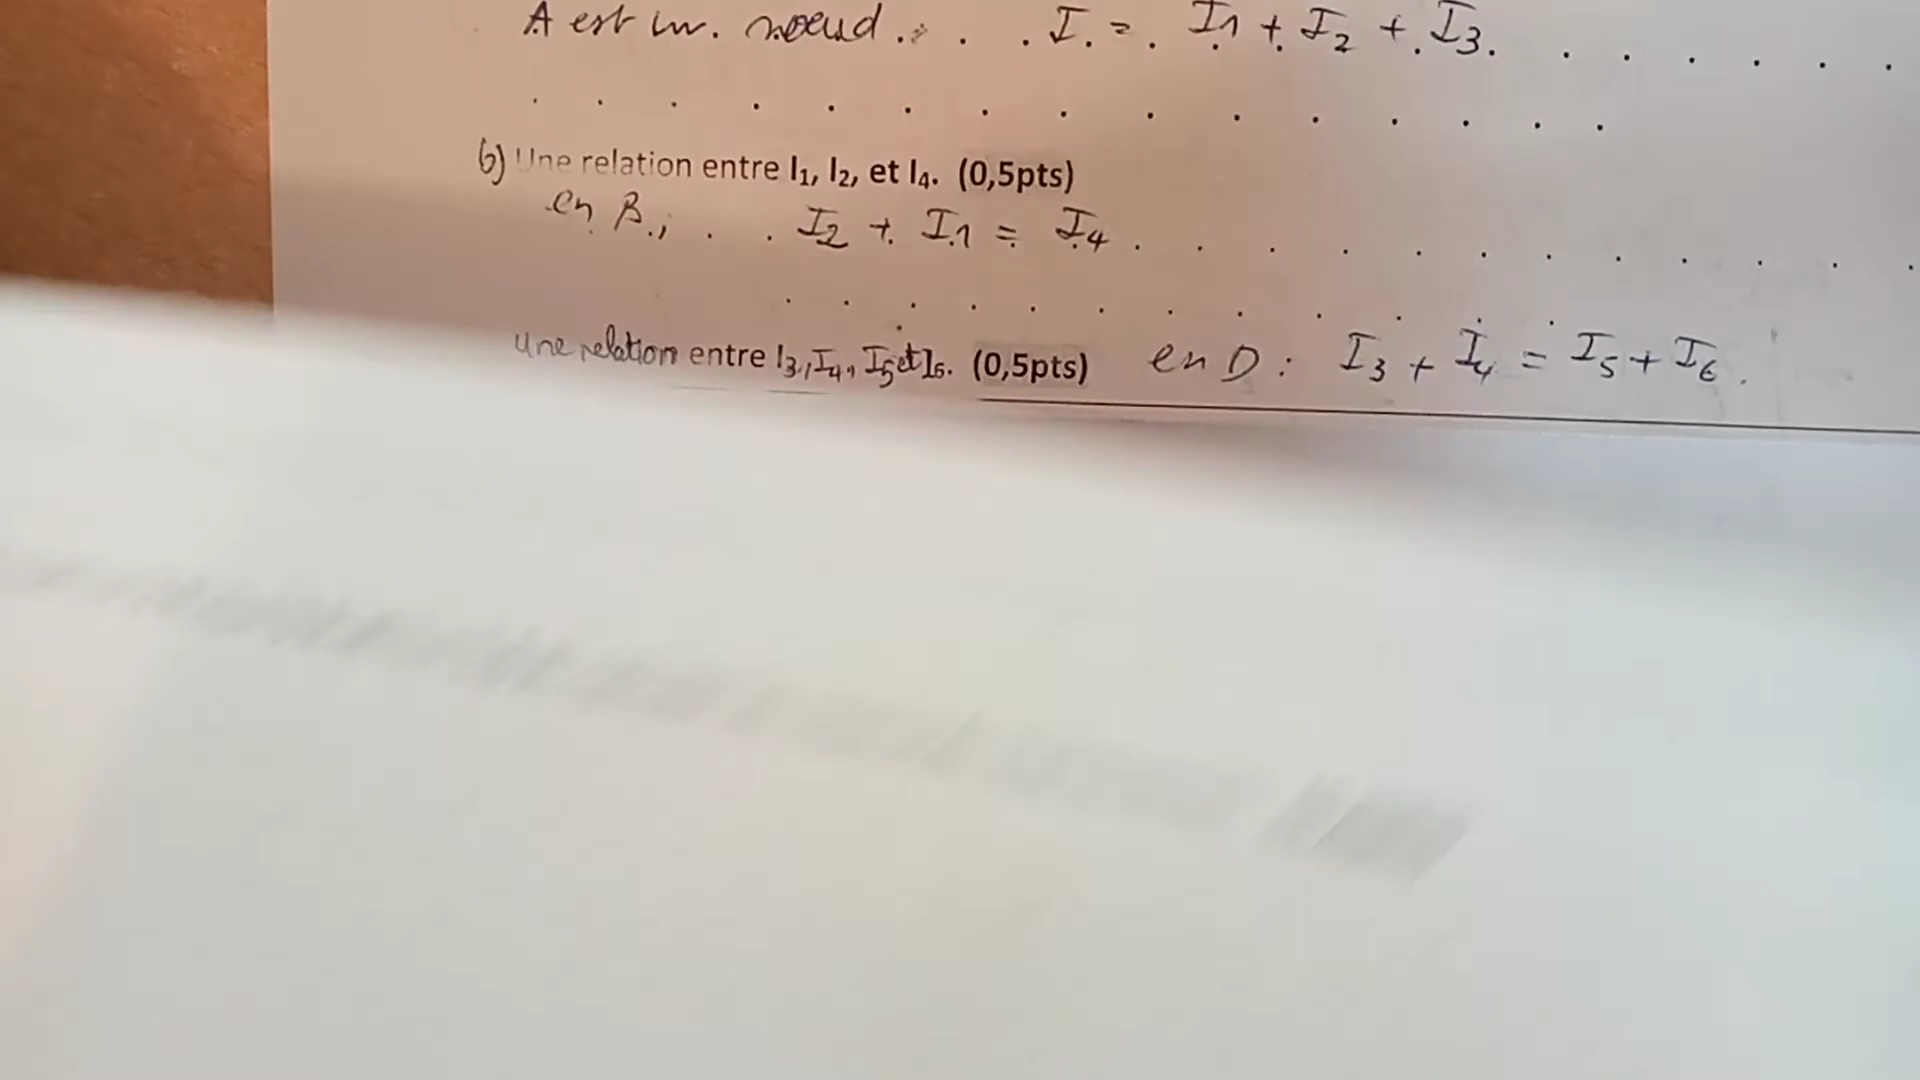 A est un. noeud . . . . I. = . I1 + I2 + I3. . . . . . .
b) Une relation entre I₁, I₂, et I₄. (0,5pts)
en B., . . I2 + I1 = I4 . . . . . . . . .
une relation entre I3, I4, I5 et I6. (0,5pts) en D : I3 + I4 = I5 + I6.